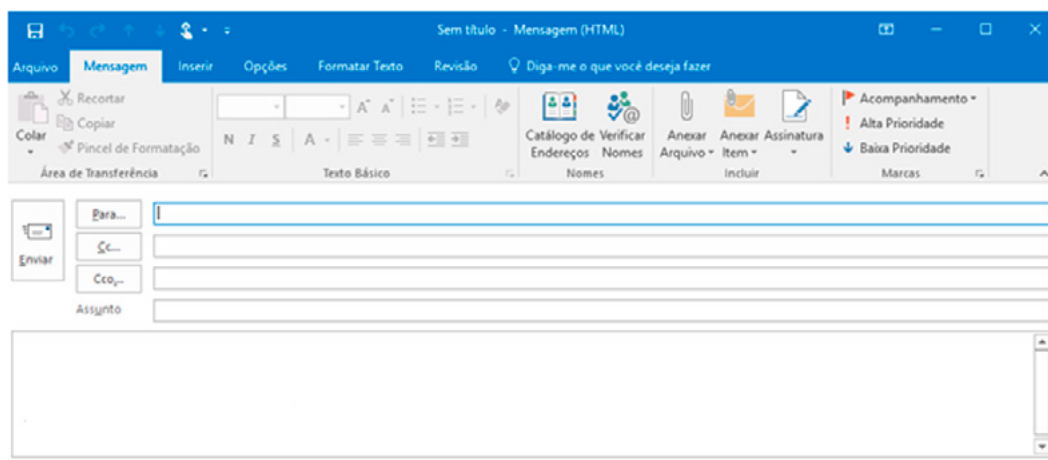 Sem título - Mensagem (HTML)
Arquivo Mensagem Inserir Opções Formatar Texto Revisão Diga-me o que você deseja fazer
Colar
Recortar
Copiar
Pincel de Formatação
Área de Transferência
N I S A
Texto Básico
Catálogo de Endereços
Verificar Nomes
Nomes
Anexar Arquivo
Anexar Item
Assinatura
Incluir
Acompanhamento
Alta Prioridade
Baixa Prioridade
Marcas
Enviar
Para...
Cc...
Cco...
Assunto